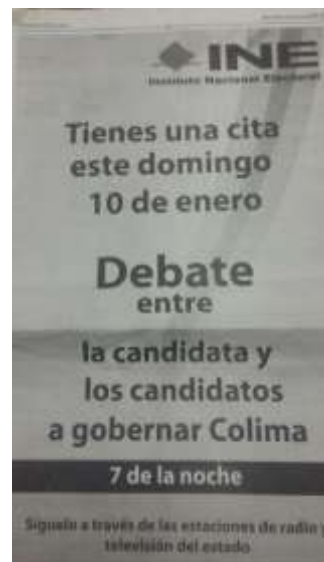 INE
Instituto Nacional Electoral
Tienes una cita
este domingo
10 de enero
Debate
entre
la candidata y
los candidatos
a gobernar Colima
7 de la noche
Síguelo a través de las estaciones de radio y
televisión del estado